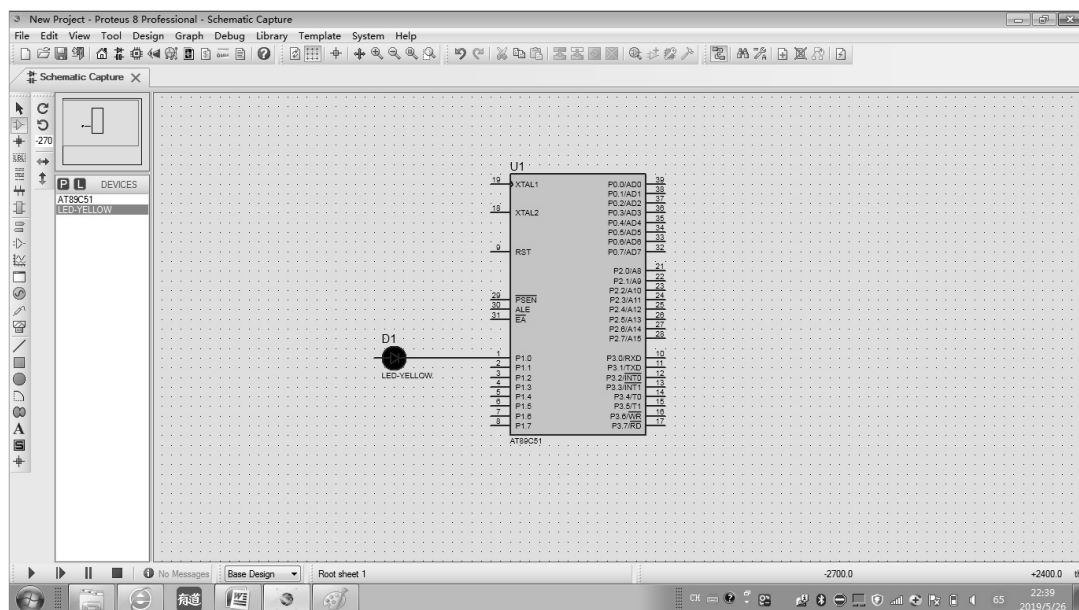 New Project - Proteus 8 Professional - Schematic Capture
File Edit View Tool Design Graph Debug Library Template System Help
Schematic Capture
-270
P L DEVICES
AT89C51
LED-YELLOW
U1
19 XTAL1
18 XTAL2
9 RST
29 PSEN
30 ALE
31 EA
1 P1.0
2 P1.1
3 P1.2
4 P1.3
5 P1.4
6 P1.5
7 P1.6
8 P1.7
P0.0/AD0 39
P0.1/AD1 38
P0.2/AD2 37
P0.3/AD3 36
P0.4/AD4 35
P0.5/AD5 34
P0.6/AD6 33
P0.7/AD7 32
P2.0/A8 21
P2.1/A9 22
P2.2/A10 23
P2.3/A11 24
P2.4/A12 25
P2.5/A13 26
P2.6/A14 27
P2.7/A15 28
P3.0/RXD 10
P3.1/TXD 11
P3.2/INT0 12
P3.3/INT1 13
P3.4/T0 14
P3.5/T1 15
P3.6/WR 16
P3.7/RD 17
AT89C51
D1
LED-YELLOW
No Messages Base Design Root sheet 1 -2700.0 +2400.0 th
有道 CH 65 22:39
2019/5/26